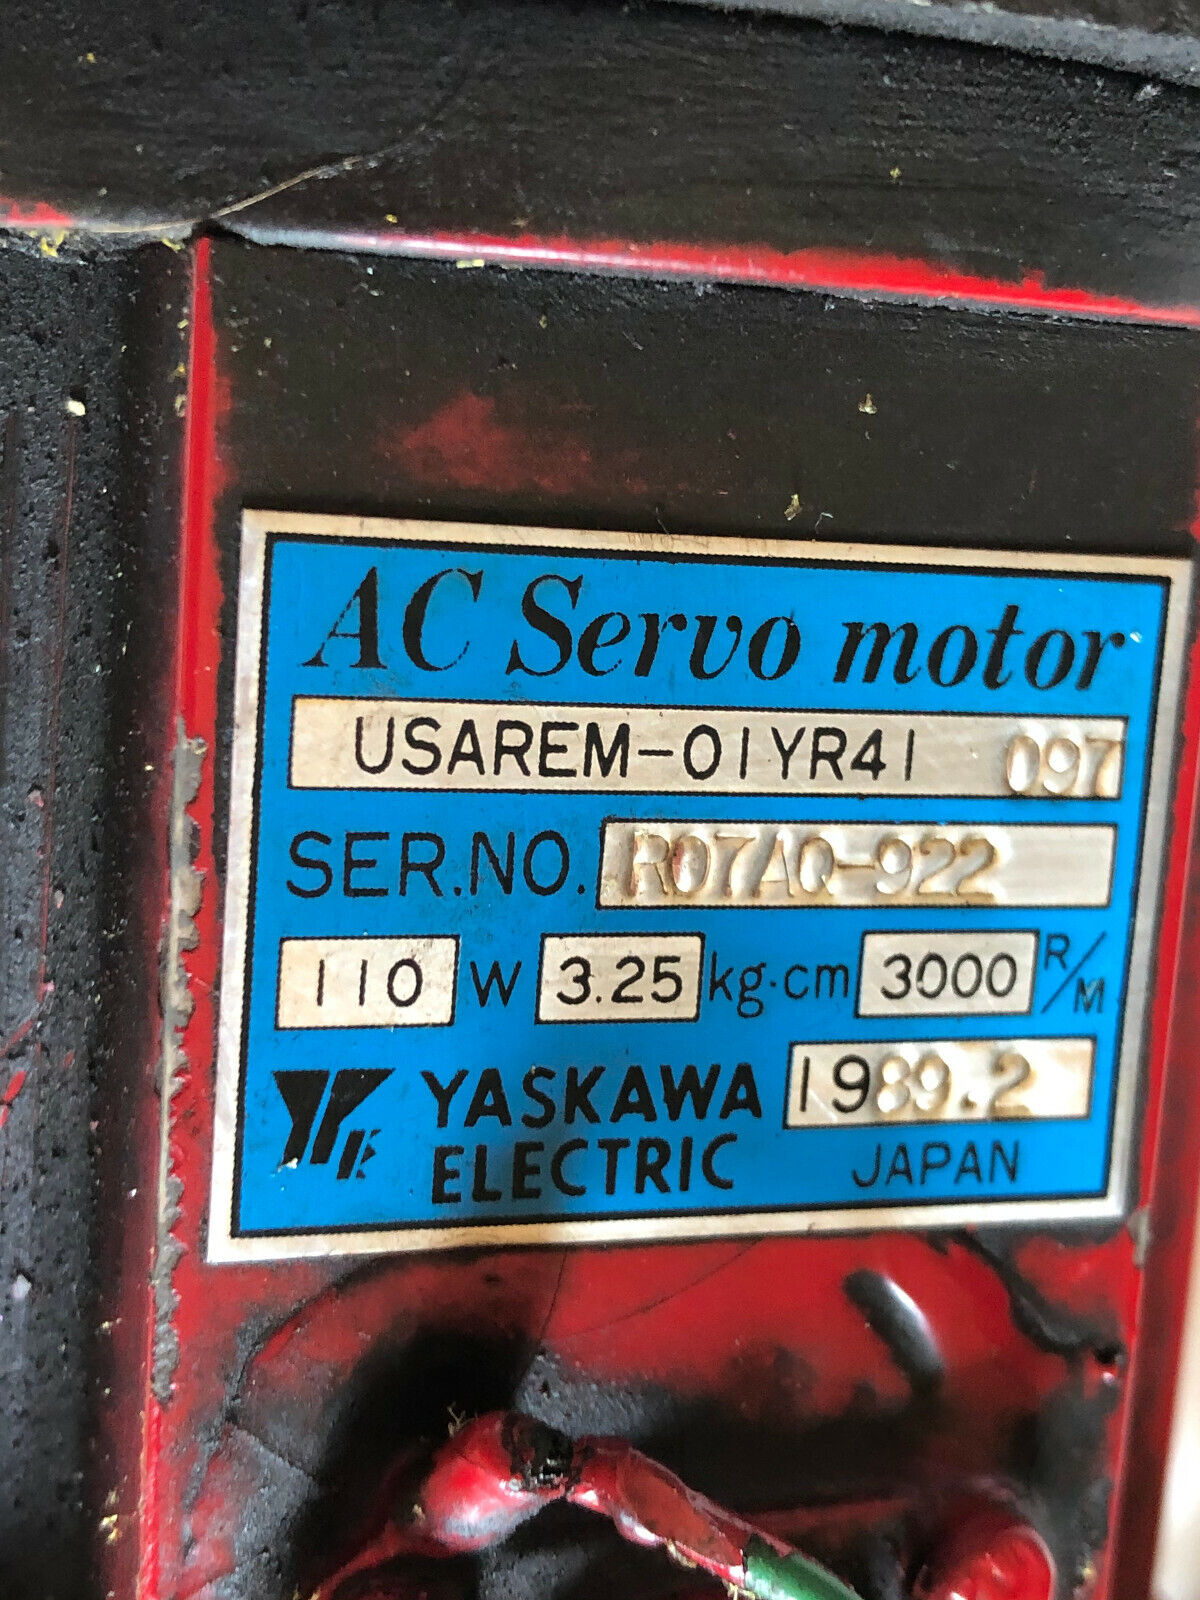 AC Servo motor
USAREM-01YR41 097
SER.NO. R07AQ-922
110 W 3.25 kg·cm 3000 R/M
YE YASKAWA 1989.2
ELECTRIC JAPAN